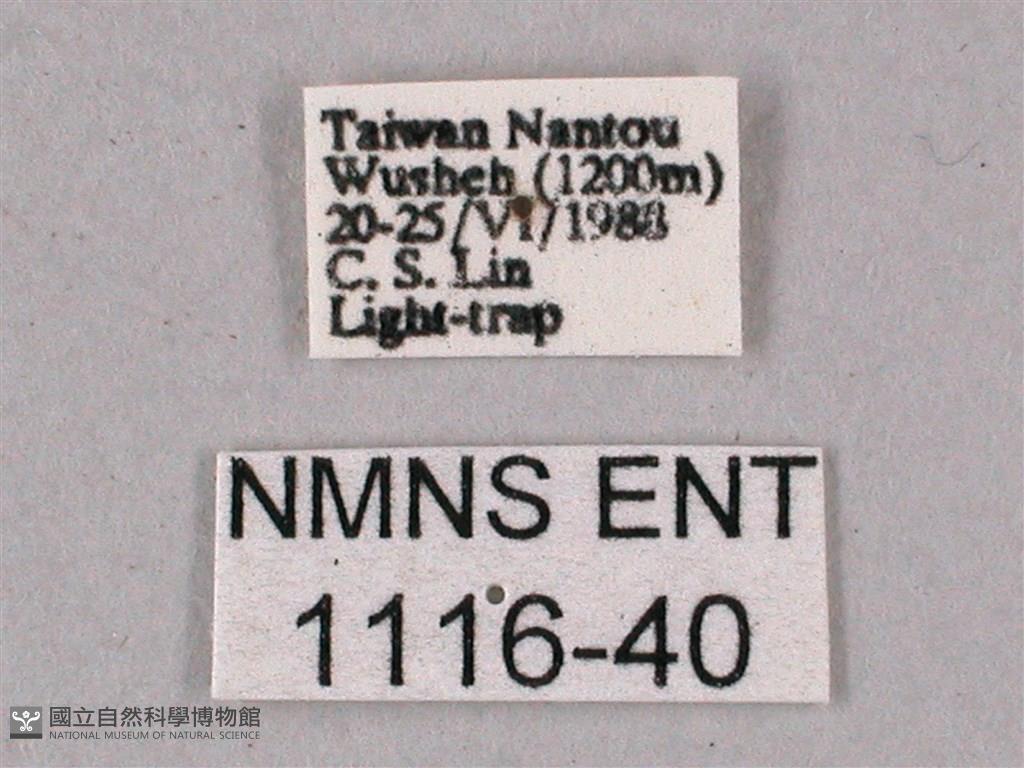 Taiwan Nantou
Wusheh (1200m)
20-25/VI/1988
C. S. Lin
Light-trap
NMNS ENT
1116-40
國立自然科學博物館
NATIONAL MUSEUM OF NATURAL SCIENCE